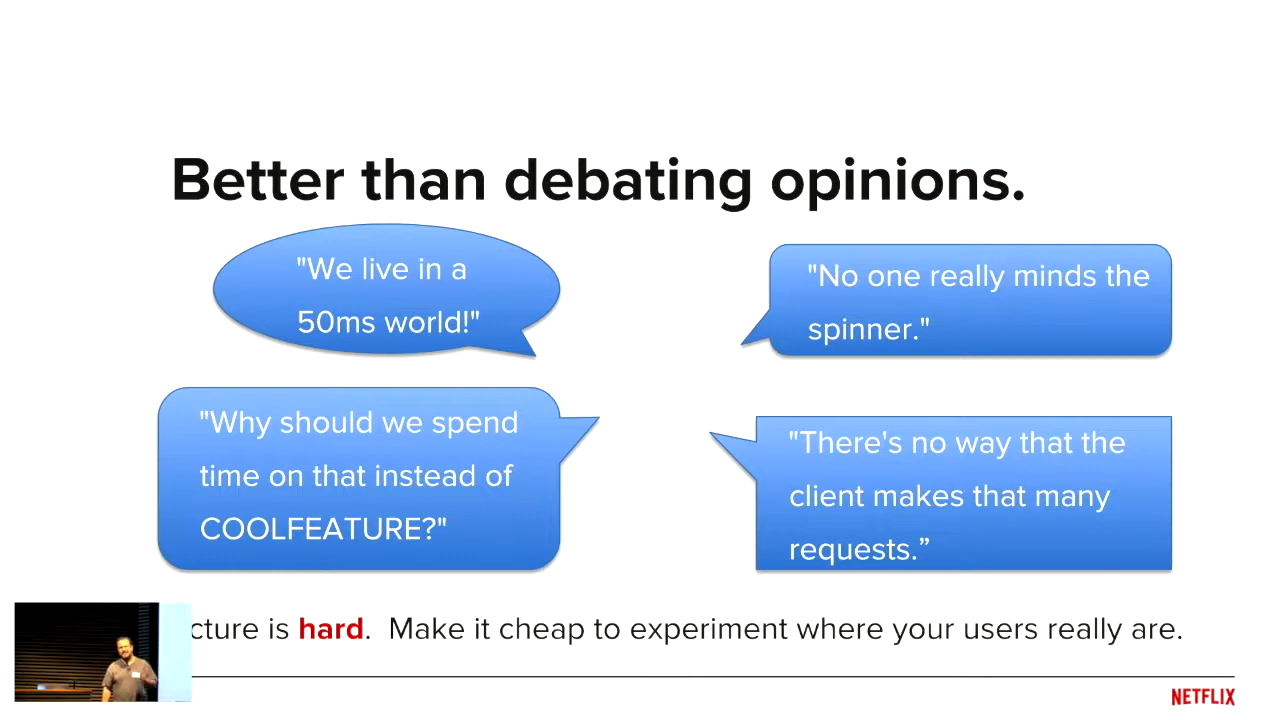 Better than debating opinions.
"We live in a
50ms world!"
"No one really minds the
spinner."
"Why should we spend
time on that instead of
COOLFEATURE?"
"There's no way that the
client makes that many
requests.”
cture is hard. Make it cheap to experiment where your users really are.
NETFLIX